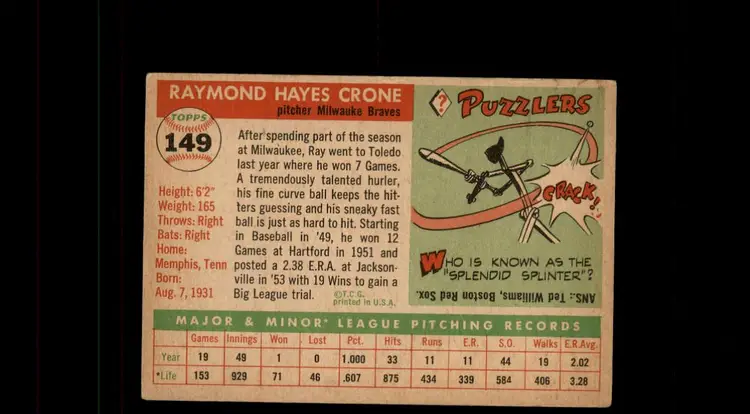 RAYMOND HAYES CRONE
pitcher Milwauke Braves
TOPPS
149
Height: 6'2"
Weight: 165
Throws: Right
Bats: Right
Home:
Memphis, Tenn
Born:
Aug. 7, 1931
After spending part of the season
at Milwaukee, Ray went to Toledo
last year where he won 7 Games.
A tremendously talented hurler,
his fine curve ball keeps the hit-
ters guessing and his sneaky fast
ball is just as hard to hit. Starting
in Baseball in '49, he won 12
Games at Hartford in 1951 and
posted a 2.38 E.R.A. at Jackson-
ville in '53 with 19 Wins to gain a
Big League trial.
©T.C.G.
printed in U.S.A.
? PUZZLERS
CRACK!
WHO IS KNOWN AS THE
"SPLENDID SPLINTER"?
ANS.: Ted Williams, Boston Red Sox.
MAJOR & MINOR* LEAGUE PITCHING RECORDS
Games Innings Won Lost Pct. Hits Runs E.R. S.O. Walks E.R.Avg.
Year 19 49 1 0 1,000 33 11 11 44 19 2.02
*Life 153 929 71 46 .607 875 434 339 584 406 3.28